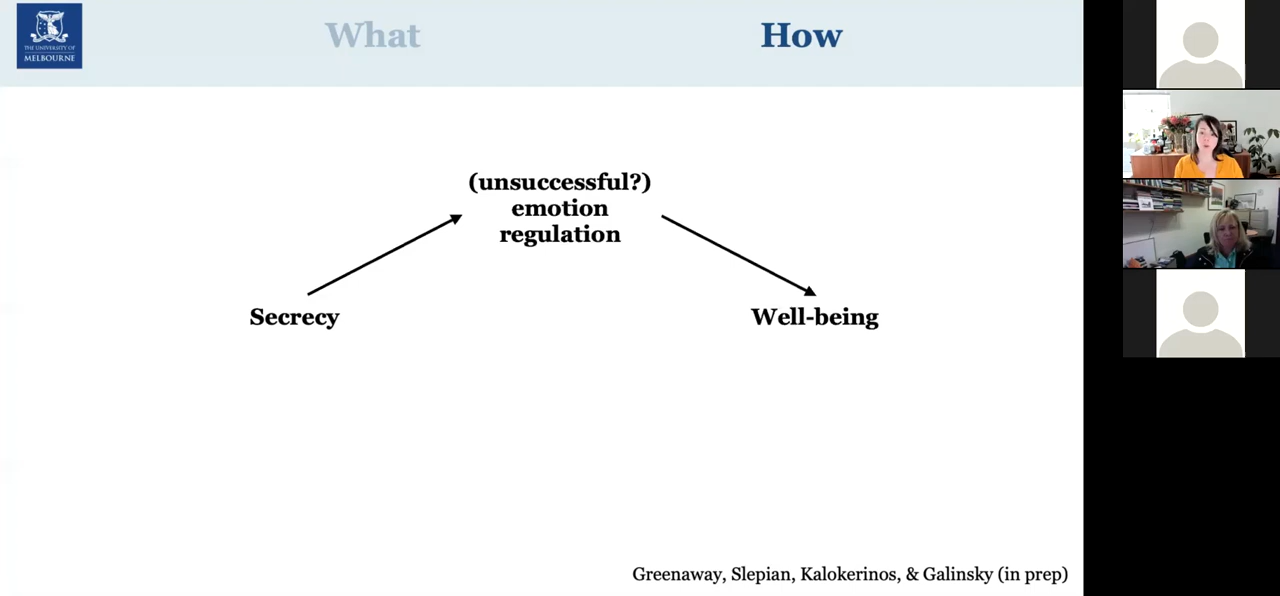 THE UNIVERSITY OF
MELBOURNE
What
How
(unsuccessful?)
emotion
regulation
Secrecy
Well-being
Greenaway, Slepian, Kalokerinos, & Galinsky (in prep)